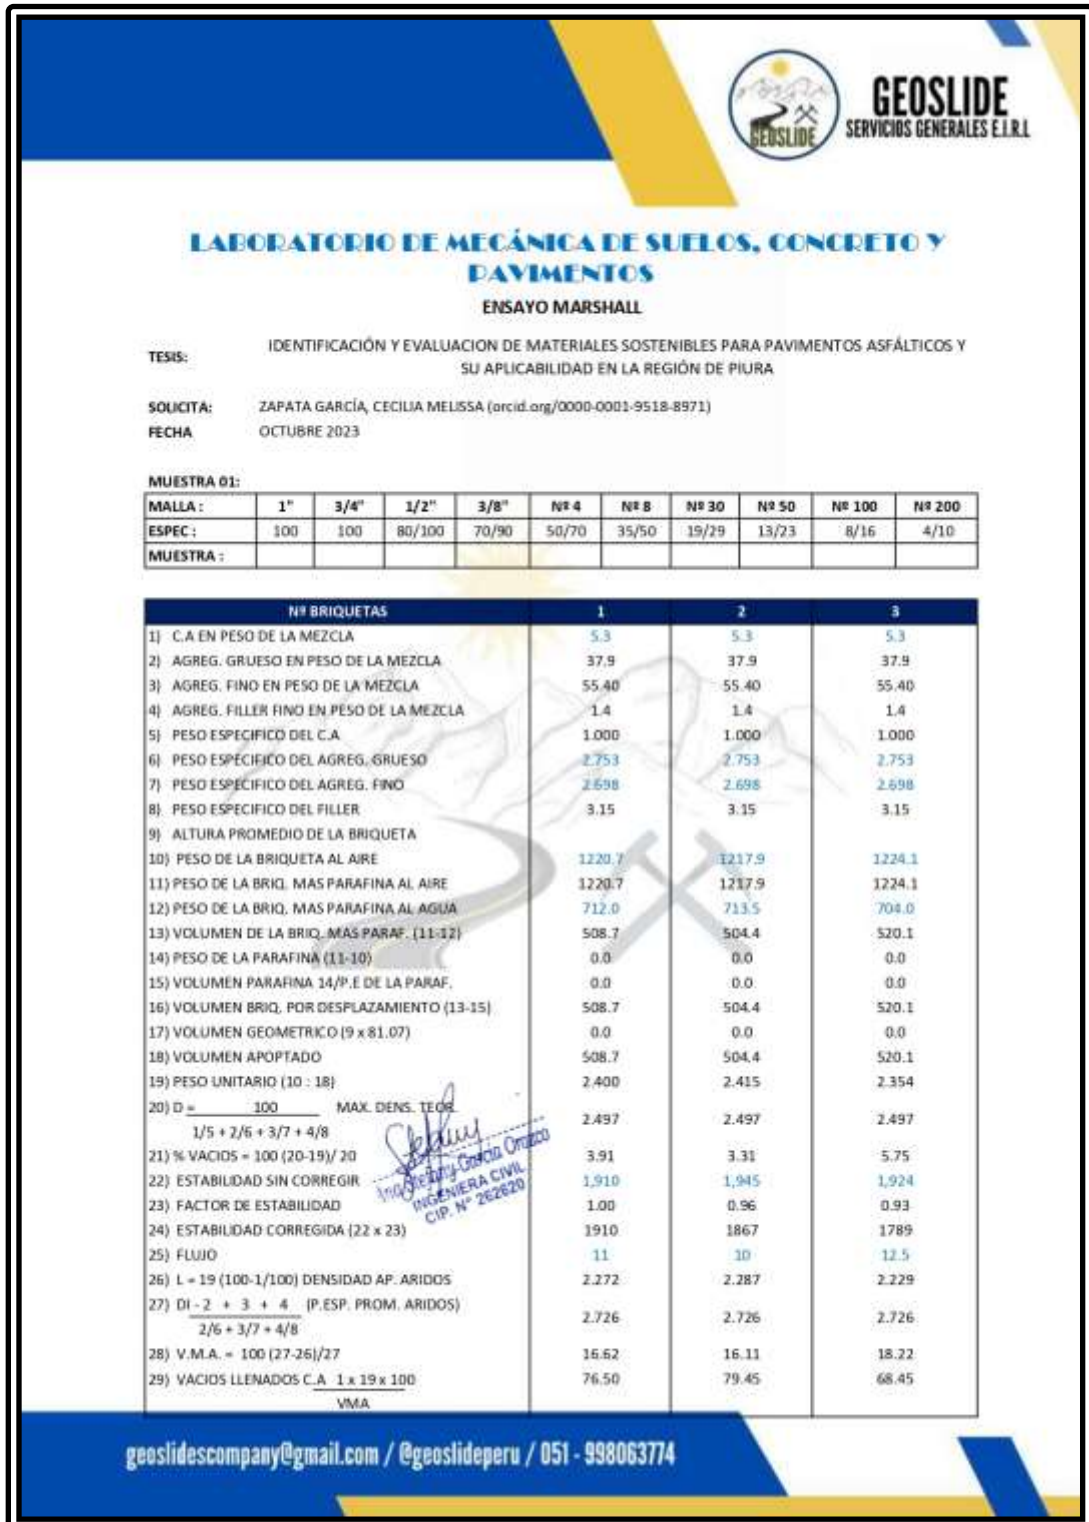 GEOSLIDE
GEOSLIDE
SERVICIOS GENERALES E.I.R.L
LABORATORIO DE MECÁNICA DE SUELOS, CONCRETO Y
PAVIMENTOS
ENSAYO MARSHALL
TESIS: IDENTIFICACIÓN Y EVALUACION DE MATERIALES SOSTENIBLES PARA PAVIMENTOS ASFÁLTICOS Y
SU APLICABILIDAD EN LA REGIÓN DE PIURA
SOLICITA: ZAPATA GARCÍA, CECILIA MELISSA (orcid.org/0000-0001-9518-8971)
FECHA OCTUBRE 2023
MUESTRA 01:
MALLA : 1" 3/4" 1/2" 3/8" Nº 4 Nº 8 Nº 30 Nº 50 Nº 100 Nº 200
ESPEC : 100 100 80/100 70/90 50/70 35/50 19/29 13/23 8/16 4/10
MUESTRA :
Nº BRIQUETAS 1 2 3
1) C.A EN PESO DE LA MEZCLA 5.3 5.3 5.3
2) AGREG. GRUESO EN PESO DE LA MEZCLA 37.9 37.9 37.9
3) AGREG. FINO EN PESO DE LA MEZCLA 55.40 55.40 55.40
4) AGREG. FILLER FINO EN PESO DE LA MEZCLA 1.4 1.4 1.4
5) PESO ESPECIFICO DEL C.A 1.000 1.000 1.000
6) PESO ESPECIFICO DEL AGREG. GRUESO 2.753 2.753 2.753
7) PESO ESPECIFICO DEL AGREG. FINO 2.698 2.698 2.698
8) PESO ESPECIFICO DEL FILLER 3.15 3.15 3.15
9) ALTURA PROMEDIO DE LA BRIQUETA
10) PESO DE LA BRIQUETA AL AIRE 1220.7 1217.9 1224.1
11) PESO DE LA BRIQ. MAS PARAFINA AL AIRE 1220.7 1217.9 1224.1
12) PESO DE LA BRIQ. MAS PARAFINA AL AGUA 712.0 713.5 704.0
13) VOLUMEN DE LA BRIQ. MAS PARAF. (11-12) 508.7 504.4 520.1
14) PESO DE LA PARAFINA (11-10) 0.0 0.0 0.0
15) VOLUMEN PARAFINA 14/P.E DE LA PARAF. 0.0 0.0 0.0
16) VOLUMEN BRIQ. POR DESPLAZAMIENTO (13-15) 508.7 504.4 520.1
17) VOLUMEN GEOMETRICO (9 x 81.07) 0.0 0.0 0.0
18) VOLUMEN APOPTADO 508.7 504.4 520.1
19) PESO UNITARIO (10 : 18) 2.400 2.415 2.354
20) D = 100 MAX. DENS. TEOR. 2.497 2.497 2.497
1/5 + 2/6 + 3/7 + 4/8
21) % VACIOS = 100 (20-19)/ 20 3.91 3.31 5.75
22) ESTABILIDAD SIN CORREGIR 1,910 1,945 1,924
23) FACTOR DE ESTABILIDAD 1.00 0.96 0.93
24) ESTABILIDAD CORREGIDA (22 x 23) 1910 1867 1789
25) FLUJO 11 10 12.5
26) L = 19 (100-1/100) DENSIDAD AP. ARIDOS 2.272 2.287 2.229
27) DI - 2 + 3 + 4 (P.ESP. PROM. ARIDOS) 2.726 2.726 2.726
2/6 + 3/7 + 4/8
28) V.M.A. = 100 (27-26)/27 16.62 16.11 18.22
29) VACIOS LLENADOS C.A 1 x 19 x 100 76.50 79.45 68.45
VMA
Ing Stefany García Orozco
INGENIERA CIVIL
CIP. N° 262620
geoslidescompany@gmail.com / @geoslideperu / 051 - 998063774